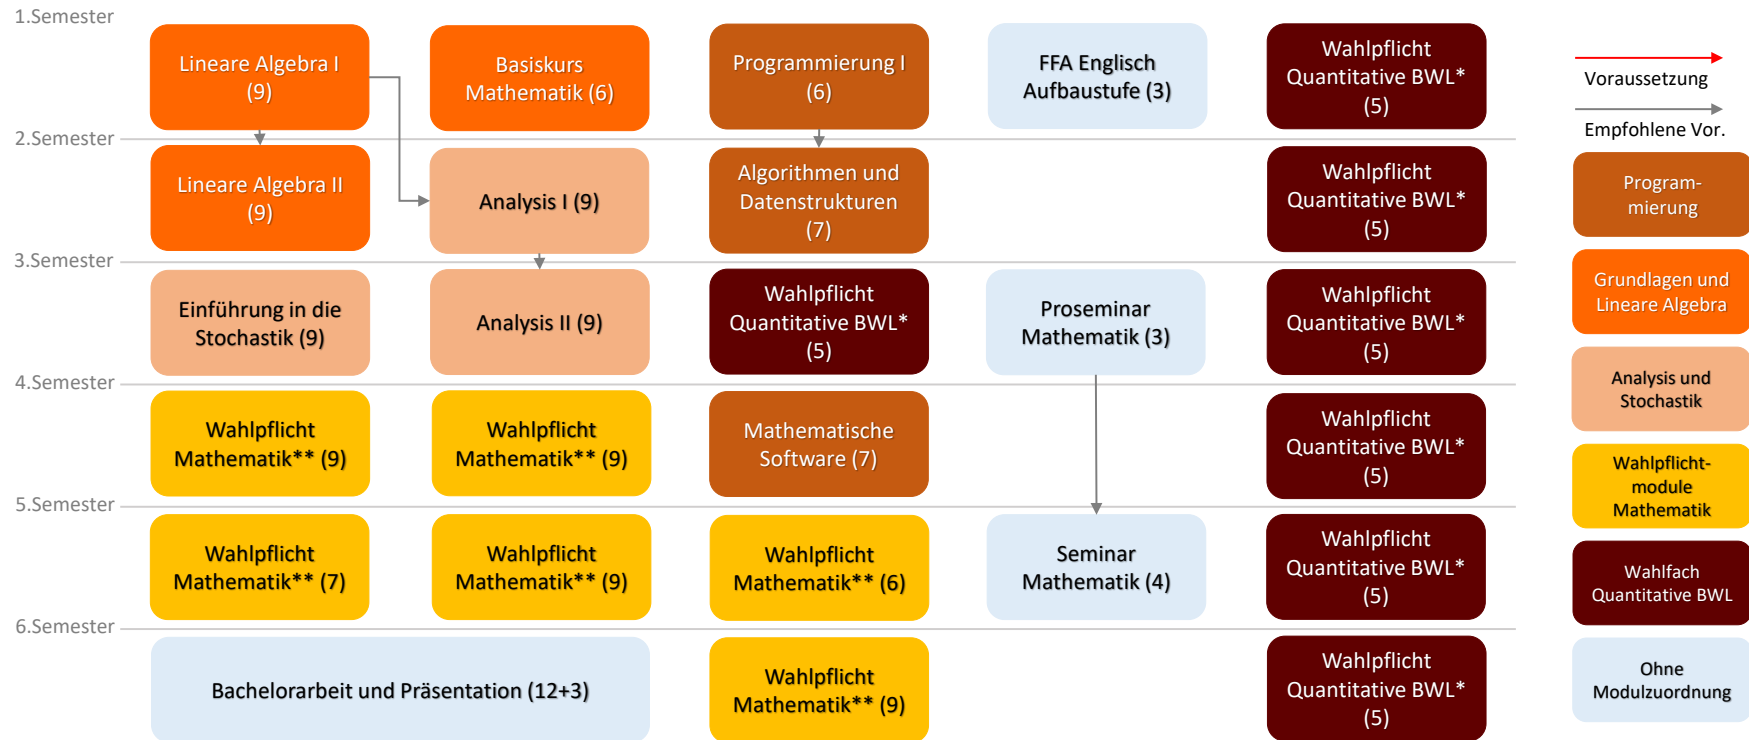 1.Semester
Lineare Algebra I
(9)
Basiskurs
Mathematik (6)
Programmierung I
(6)
FFA Englisch
Aufbaustufe (3)
Wahlpflicht
Quantitative BWL*
(5)
2.Semester
Lineare Algebra II
(9)
Analysis I (9)
Algorithmen und
Datenstrukturen
(7)
Wahlpflicht
Quantitative BWL*
(5)
3.Semester
Einführung in die
Stochastik (9)
Analysis II (9)
Wahlpflicht
Quantitative BWL*
(5)
Proseminar
Mathematik (3)
Wahlpflicht
Quantitative BWL*
(5)
4.Semester
Wahlpflicht
Mathematik** (9)
Wahlpflicht
Mathematik** (9)
Mathematische
Software (7)
Wahlpflicht
Quantitative BWL*
(5)
5.Semester
Wahlpflicht
Mathematik** (7)
Wahlpflicht
Mathematik** (9)
Wahlpflicht
Mathematik** (6)
Seminar
Mathematik (4)
Wahlpflicht
Quantitative BWL*
(5)
6.Semester
Bachelorarbeit und Präsentation (12+3)
Wahlpflicht
Mathematik** (9)
Wahlpflicht
Quantitative BWL*
(5)
Voraussetzung
Empfohlene Vor.
Program-
mierung
Grundlagen und
Lineare Algebra
Analysis und
Stochastik
Wahlpflicht-
module
Mathematik
Wahlfach
Quantitative BWL
Ohne
Modulzuordnung